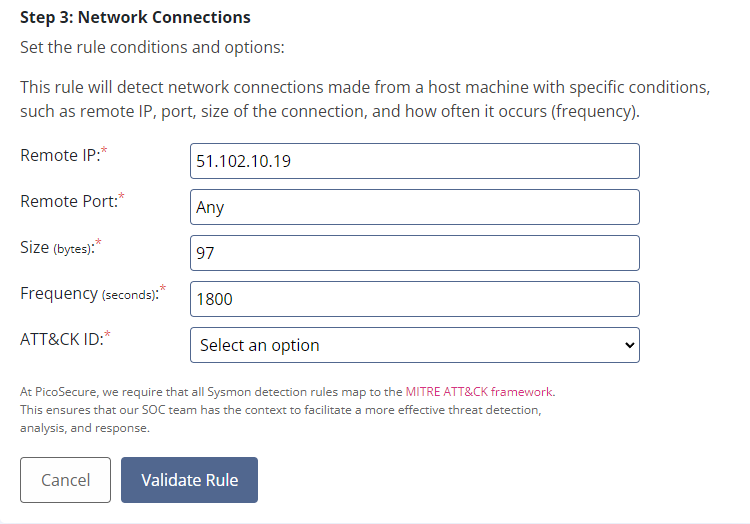 Step 3: Network Connections
Set the rule conditions and options:
This rule will detect network connections made from a host machine with specific conditions,
such as remote IP, port, size of the connection, and how often it occurs (frequency).
Remote IP:* 51.102.10.19
Remote Port:* Any
Size (bytes):* 97
Frequency (seconds):* 1800
ATT&CK ID:* Select an option
At PicoSecure, we require that all Sysmon detection rules map to the MITRE ATT&CK framework.
This ensures that our SOC team has the context to facilitate a more effective threat detection,
analysis, and response.
Cancel Validate Rule